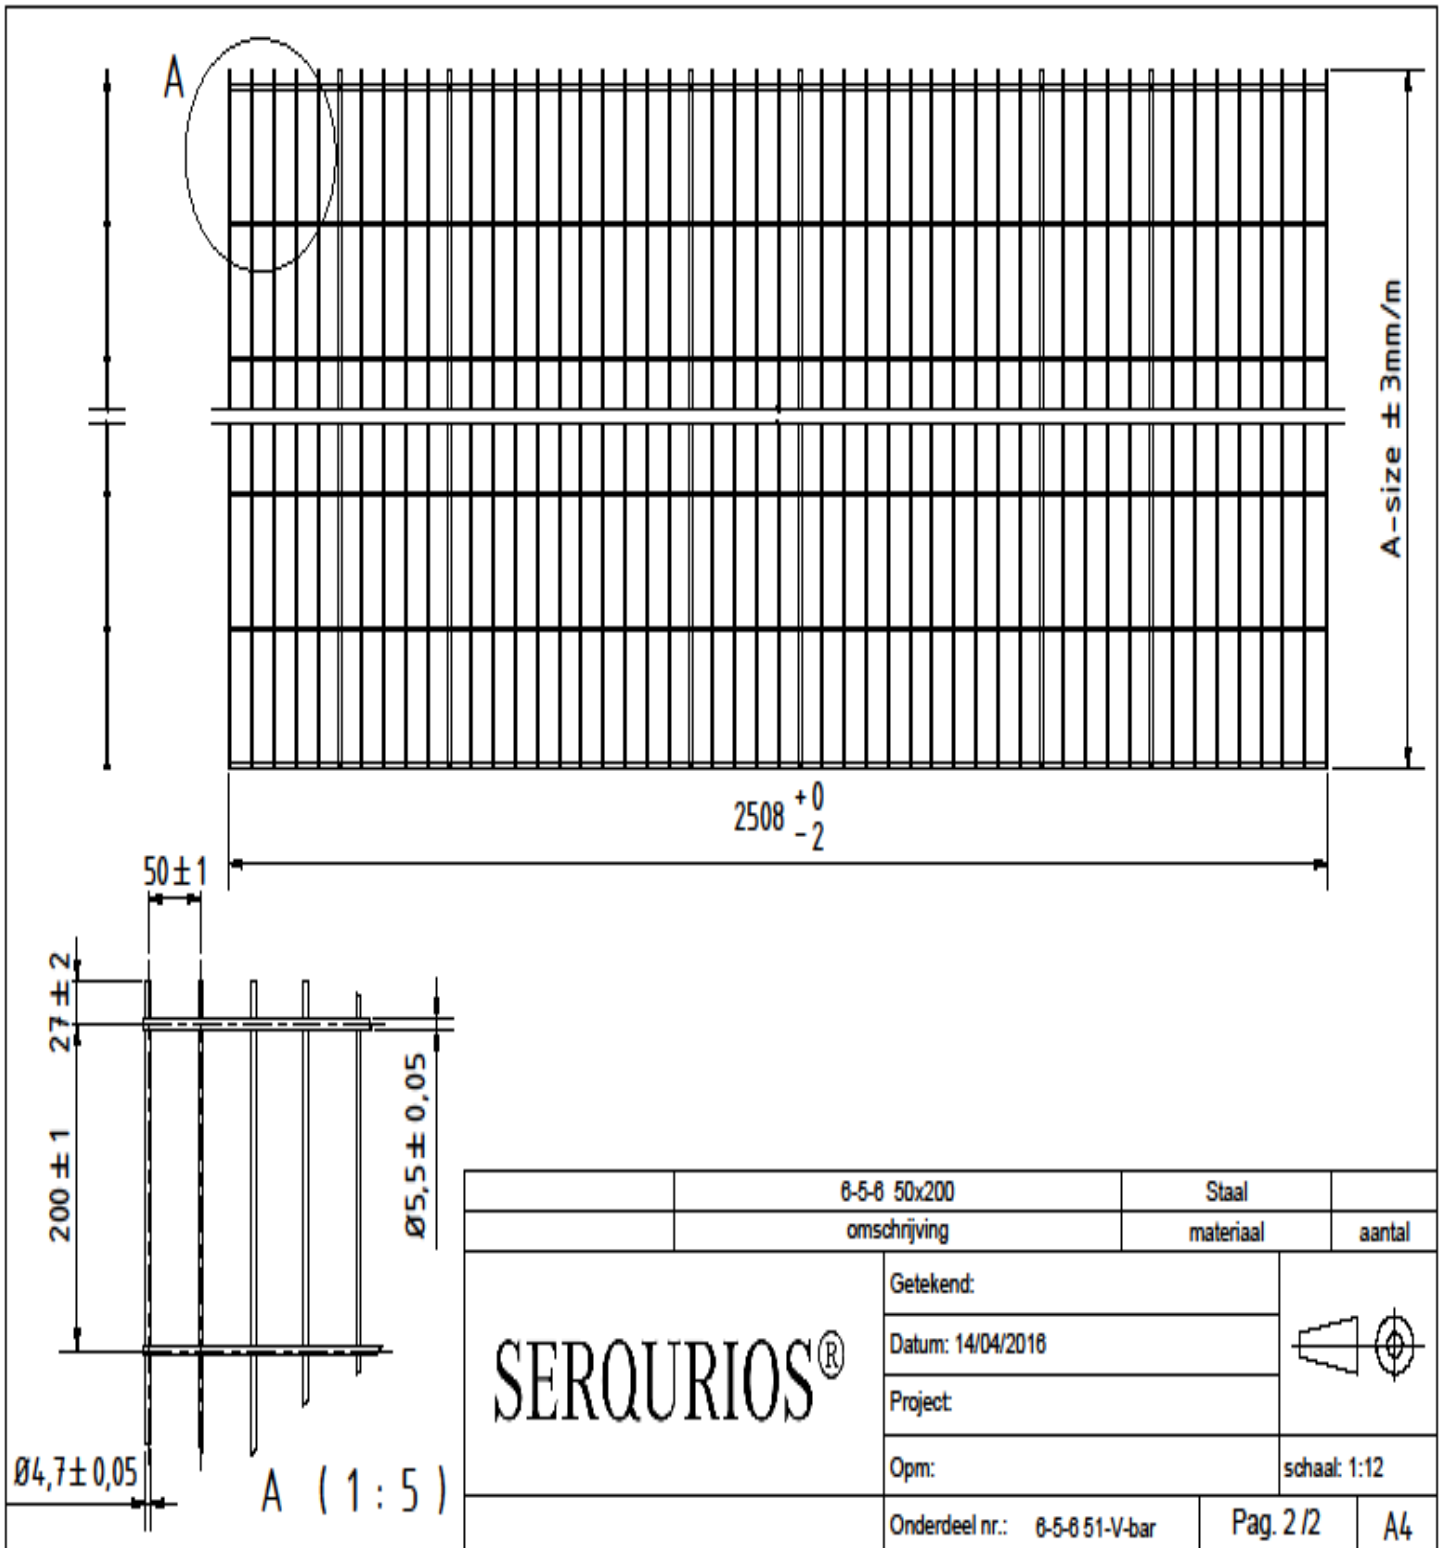 A
A-size ± 3mm/m
2508 +0 -2
50±1
27 ± 2
200 ± 1
Ø5,5± 0,05
Ø4,7± 0,05
A (1:5)
6-5-6 50x200 Staal
omschrijving materiaal aantal
SERQURIOS®
Getekend:
Datum: 14/04/2016
Project:
Opm:
schaal: 1:12
Onderdeel nr.: 6-5-6 51-V-bar
Pag. 2 /2
A4